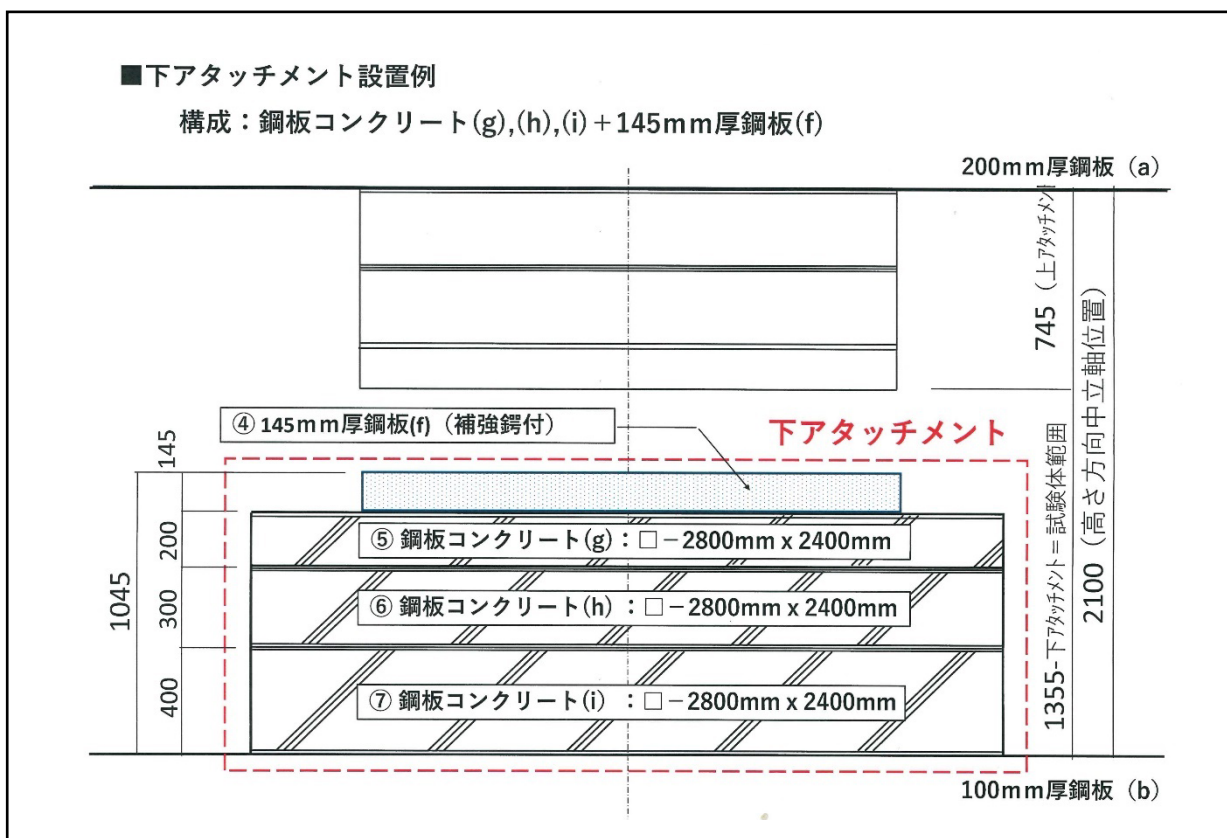 ■下アタッチメント設置例
構成：鋼板コンクリート(g),(h),(i)＋145mm厚鋼板(f)
200mm厚鋼板（a）
745（上アタッチメント
④ 145mm厚鋼板(f)（補強鍔付）
下アタッチメント
145
200
300
400
1045
⑤ 鋼板コンクリート(g)：□－2800mm x 2400mm
⑥ 鋼板コンクリート(h)：□－2800mm x 2400mm
⑦ 鋼板コンクリート(i) ：□－2800mm x 2400mm
1355-下アタッチメント＝試験体範囲
2100（高さ方向中立軸位置）
100mm厚鋼板（b）